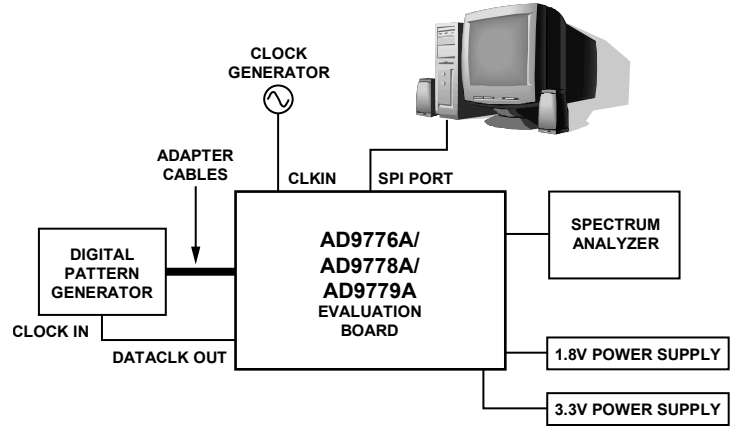 CLOCK
GENERATOR
ADAPTER
CABLES
CLKIN
SPI PORT
DIGITAL
PATTERN
GENERATOR
AD9776A/
AD9778A/
AD9779A
EVALUATION
BOARD
SPECTRUM
ANALYZER
CLOCK IN
DATACLK OUT
1.8V POWER SUPPLY
3.3V POWER SUPPLY